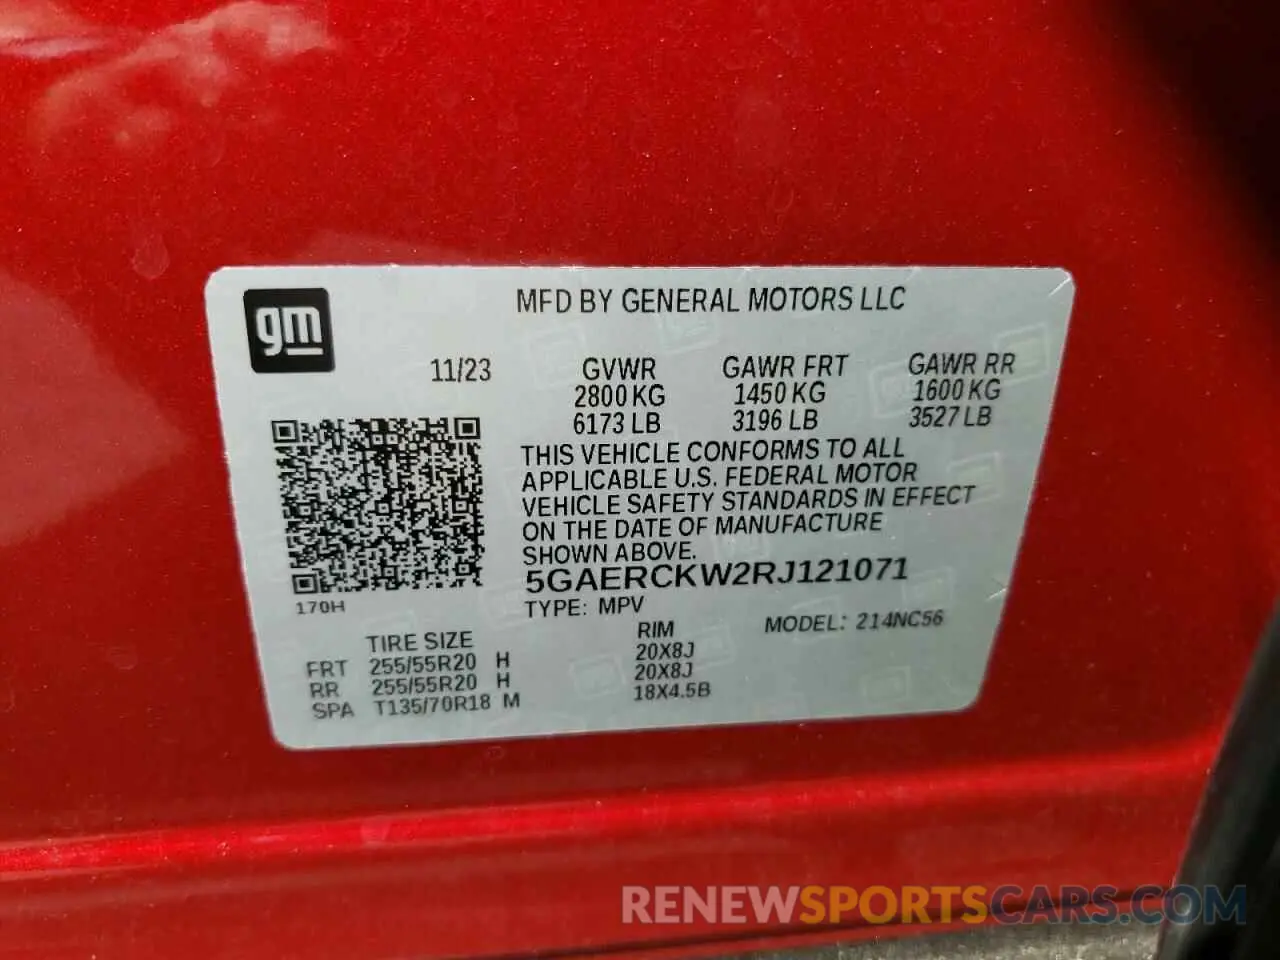 gm
MFD BY GENERAL MOTORS LLC
11/23 GVWR GAWR FRT GAWR RR
2800 KG 1450 KG 1600 KG
6173 LB 3196 LB 3527 LB
THIS VEHICLE CONFORMS TO ALL
APPLICABLE U.S. FEDERAL MOTOR
VEHICLE SAFETY STANDARDS IN EFFECT
ON THE DATE OF MANUFACTURE
SHOWN ABOVE.
5GAERCKW2RJ121071
170H
TYPE: MPV MODEL: 214NC56
TIRE SIZE RIM
FRT 255/55R20 H 20X8J
RR 255/55R20 H 20X8J
SPA T135/70R18 M 18X4.5B
RENEWSPORTSCARS.COM